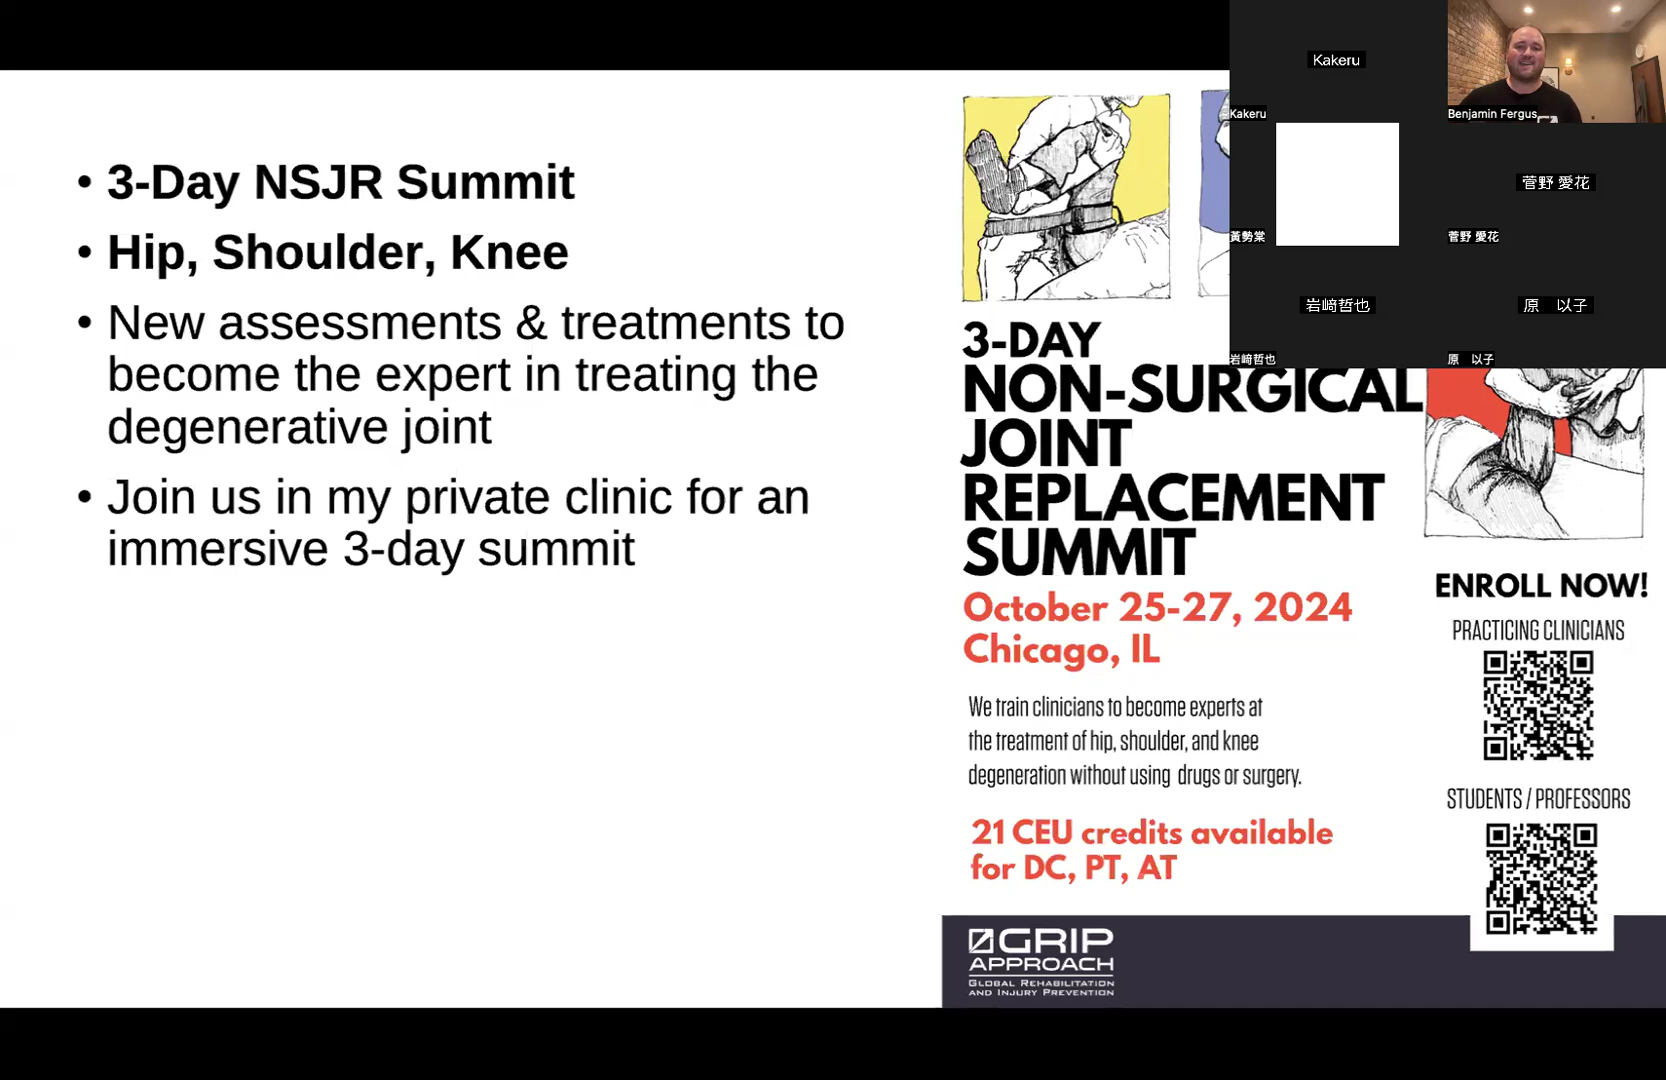 • 3-Day NSJR Summit
• Hip, Shoulder, Knee
• New assessments & treatments to
become the expert in treating the
degenerative joint
• Join us in my private clinic for an
immersive 3-day summit
3-DAY
NON-SURGICAL
JOINT
REPLACEMENT
SUMMIT
October 25-27, 2024
Chicago, IL
We train clinicians to become experts at
the treatment of hip, shoulder, and knee
degeneration without using drugs or surgery.
21 CEU credits available
for DC, PT, AT
ENROLL NOW!
PRACTICING CLINICIANS
STUDENTS / PROFESSORS
GRIP
APPROACH
GLOBAL REHABILITATION
AND INJURY PREVENTION
Kakeru
Kakeru
Benjamin Fergus
黃勢棠
菅野 愛花
菅野 愛花
岩﨑哲也
岩﨑哲也
原　以子
原　以子